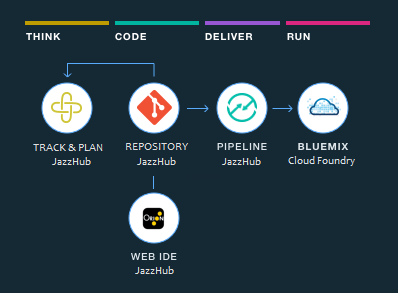 THINK
CODE
DELIVER
RUN
TRACK & PLAN
JazzHub
REPOSITORY
JazzHub
PIPELINE
JazzHub
BLUEMIX
Cloud Foundry
ORION
WEB IDE
JazzHub